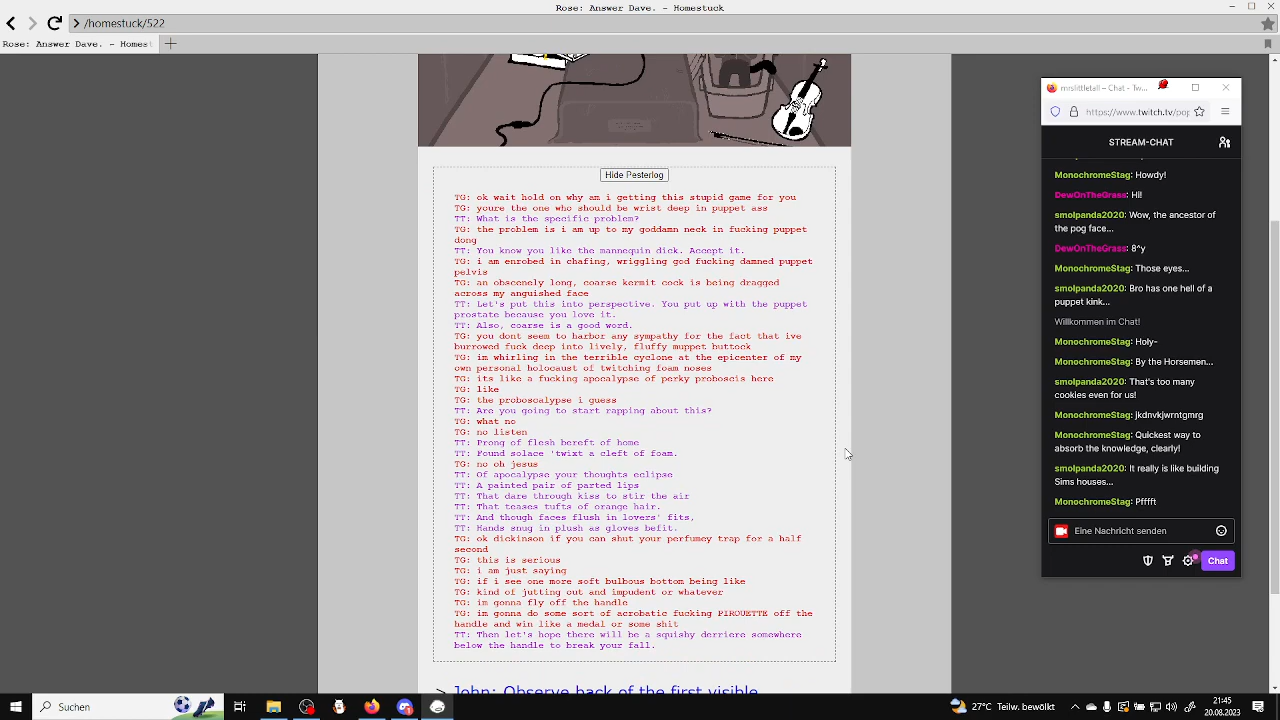 Rose: Answer Dave. - Homestuck
/homestuck/522
Rose: Answer Dave. - Homest
Hide Pesterlog
TG: ok wait hold on why am i getting this stupid game for you
TG: youre the one who should be wrist deep in puppet ass
TT: What is the specific problem?
TG: the problem is i am up to my goddamn neck in fucking puppet
dong
TT: You know you like the mannequin dick. Accept it.
TG: i am enrobed in chafing, wriggling god fucking damned puppet
pelvis
TG: an obscenely long, coarse kermit cock is being dragged
across my anguished face
TT: Let's put this into perspective. You put up with the puppet
prostate because you love it.
TT: Also, coarse is a good word.
TG: you dont seem to harbor any sympathy for the fact that ive
burrowed fuck deep into lively, fluffy muppet buttock
TG: im whirling in the terrible cyclone at the epicenter of my
own personal holocaust of twitching foam noses
TG: its like a fucking apocalypse of perky proboscis here
TG: like
TG: the proboscalypse i guess
TT: Are you going to start rapping about this?
TG: what no
TG: no listen
TT: Prong of flesh bereft of home
TT: Found solace 'twixt a cleft of foam.
TG: no oh jesus
TT: Of apocalypse your thoughts eclipse
TT: A painted pair of parted lips
TT: That dare through kiss to stir the air
TT: That teases tufts of orange hair.
TT: And though faces flush in lovers' fits,
TT: Hands snug in plush as gloves befit.
TG: ok dickinson if you can shut your perfumey trap for a half
second
TG: this is serious
TG: i am just saying
TG: if i see one more soft bulbous bottom being like
TG: kind of jutting out and impudent or whatever
TG: im gonna fly off the handle
TG: im gonna do some sort of acrobatic fucking PIROUETTE off the
handle and win like a medal or some shit
TT: Then let's hope there will be a squishy derriere somewhere
below the handle to break your fall.
> John: Observe back of the first visible
mrslittletall – Chat - Tw...
https://www.twitch.tv/pop
STREAM-CHAT
MonochromeStag: Howdy!
DewOnTheGrass: Hi!
smolpanda2020: Wow, the ancestor of
the pog face...
DewOnTheGrass: 8^y
MonochromeStag: Those eyes...
smolpanda2020: Bro has one hell of a
puppet kink...
Willkommen im Chat!
MonochromeStag: Holy-
MonochromeStag: By the Horsemen...
smolpanda2020: That's too many
cookies even for us!
MonochromeStag: jkdnvkjwrntgmrg
MonochromeStag: Quickest way to
absorb the knowledge, clearly!
smolpanda2020: It really is like building
Sims houses...
MonochromeStag: Pfffft
Eine Nachricht senden
Chat
Suchen
27°C Teilw. bewölkt
21:45
20.08.2023